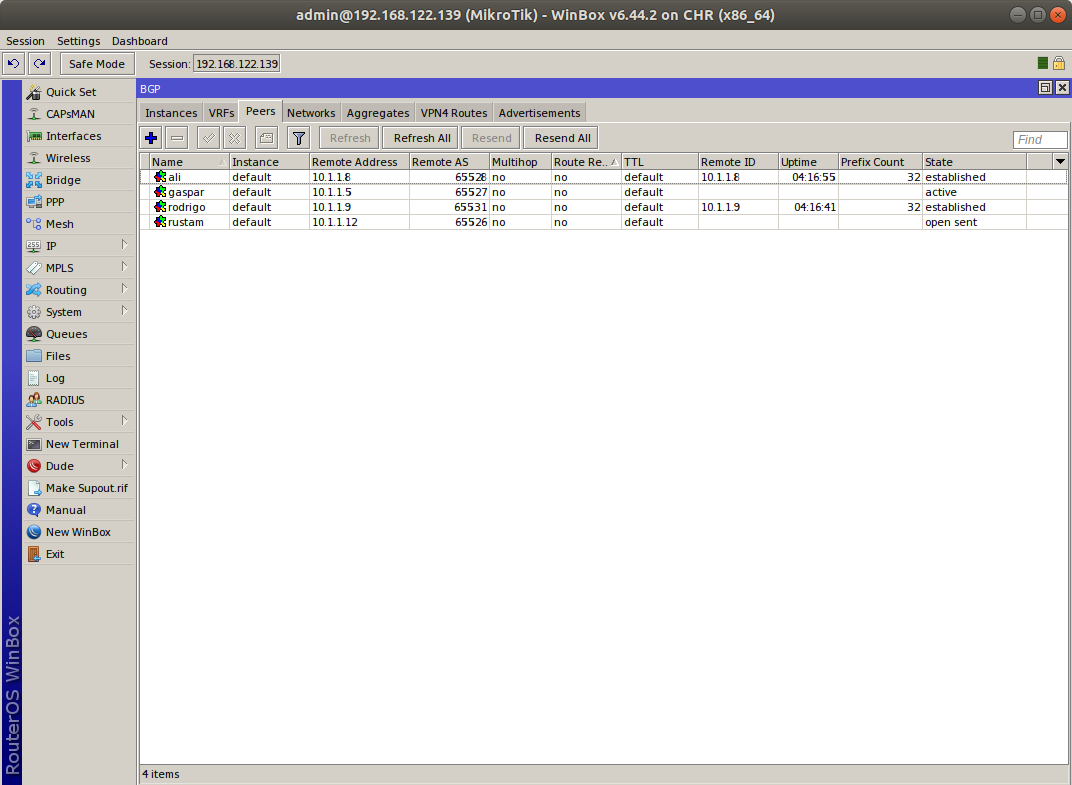 admin@192.168.122.139 (MikroTik) - WinBox v6.44.2 on CHR (x86_64)
Session Settings Dashboard
Safe Mode Session: 192.168.122.139
RouterOS WinBox
Quick Set
CAPsMAN
Interfaces
Wireless
Bridge
PPP
Mesh
IP
MPLS
Routing
System
Queues
Files
Log
RADIUS
Tools
New Terminal
Dude
Make Supout.rif
Manual
New WinBox
Exit
BGP
Instances VRFs Peers Networks Aggregates VPN4 Routes Advertisements
Refresh Refresh All Resend Resend All Find
Name Instance Remote Address Remote AS Multihop Route Re.. TTL Remote ID Uptime Prefix Count State
ali default 10.1.1.8 65528 no no default 10.1.1.8 04:16:55 32 established
gaspar default 10.1.1.5 65527 no no default active
rodrigo default 10.1.1.9 65531 no no default 10.1.1.9 04:16:41 32 established
rustam default 10.1.1.12 65526 no no default open sent
4 items